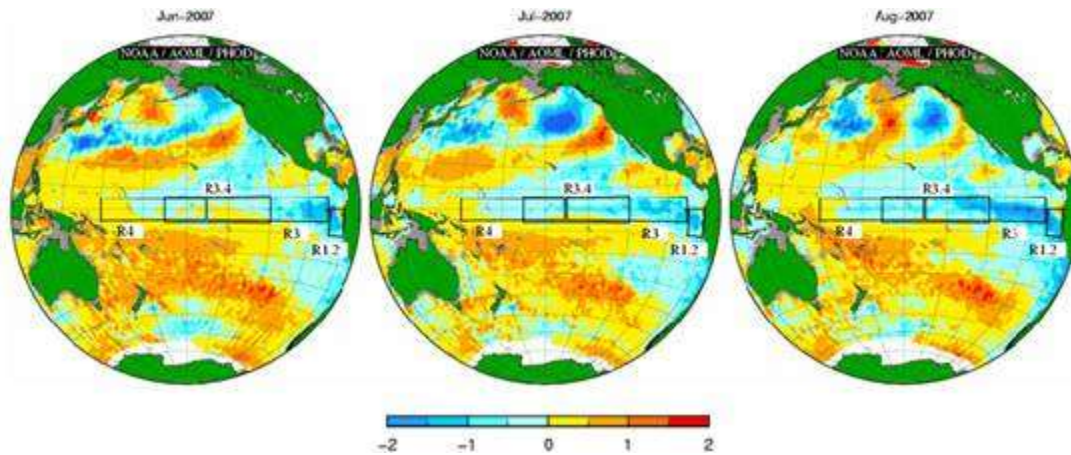 Jun-2007
Jul-2007
Aug-2007
NOAA / AOML / PHOD
NOAA / AOML / PHOD
NOAA / AOML / PHOD
R3.4
R3.4
R3.4
R4
R3
R4
R3
R4
R3
R1.2
R1.2
R1.2
-2
-1
0
1
2